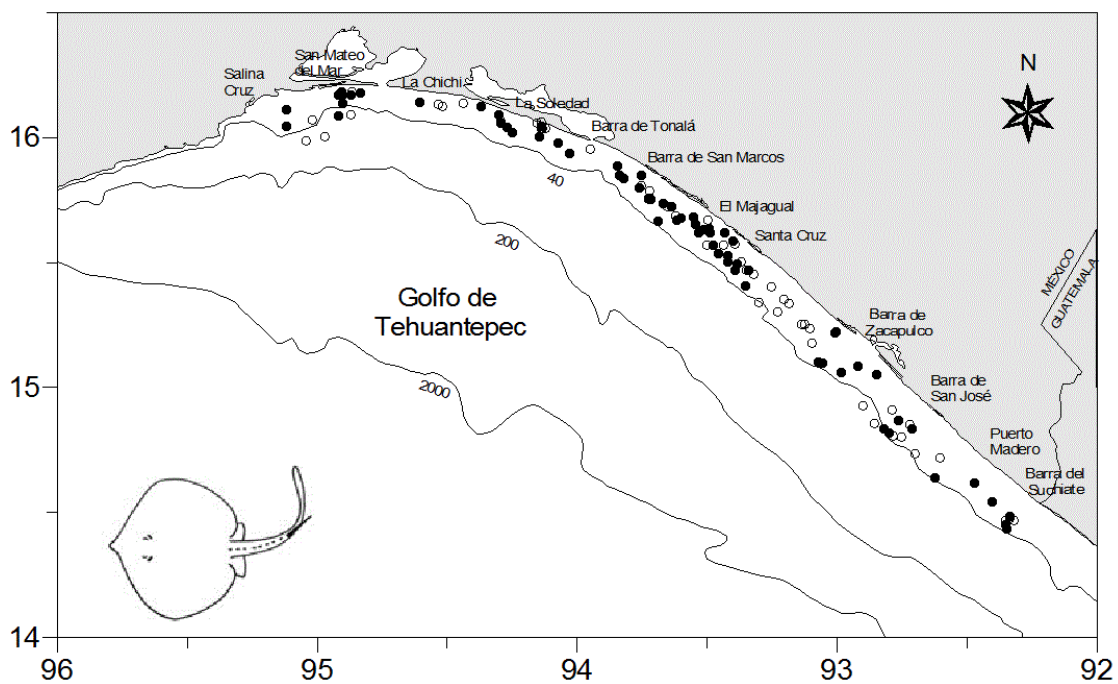 San Mateo
del Mar
Salina
Cruz
La Chichi
La Soledad
N
16
Barra de Tonalá
Barra de San Marcos
40
El Majagual
Santa Cruz
200
MÉXICO
GUATEMALA
Golfo de
Tehuantepec
Barra de
Zacapulco
2000
15
Barra de
San José
Puerto
Madero
Barra del
Suchiate
14
96
95
94
93
92